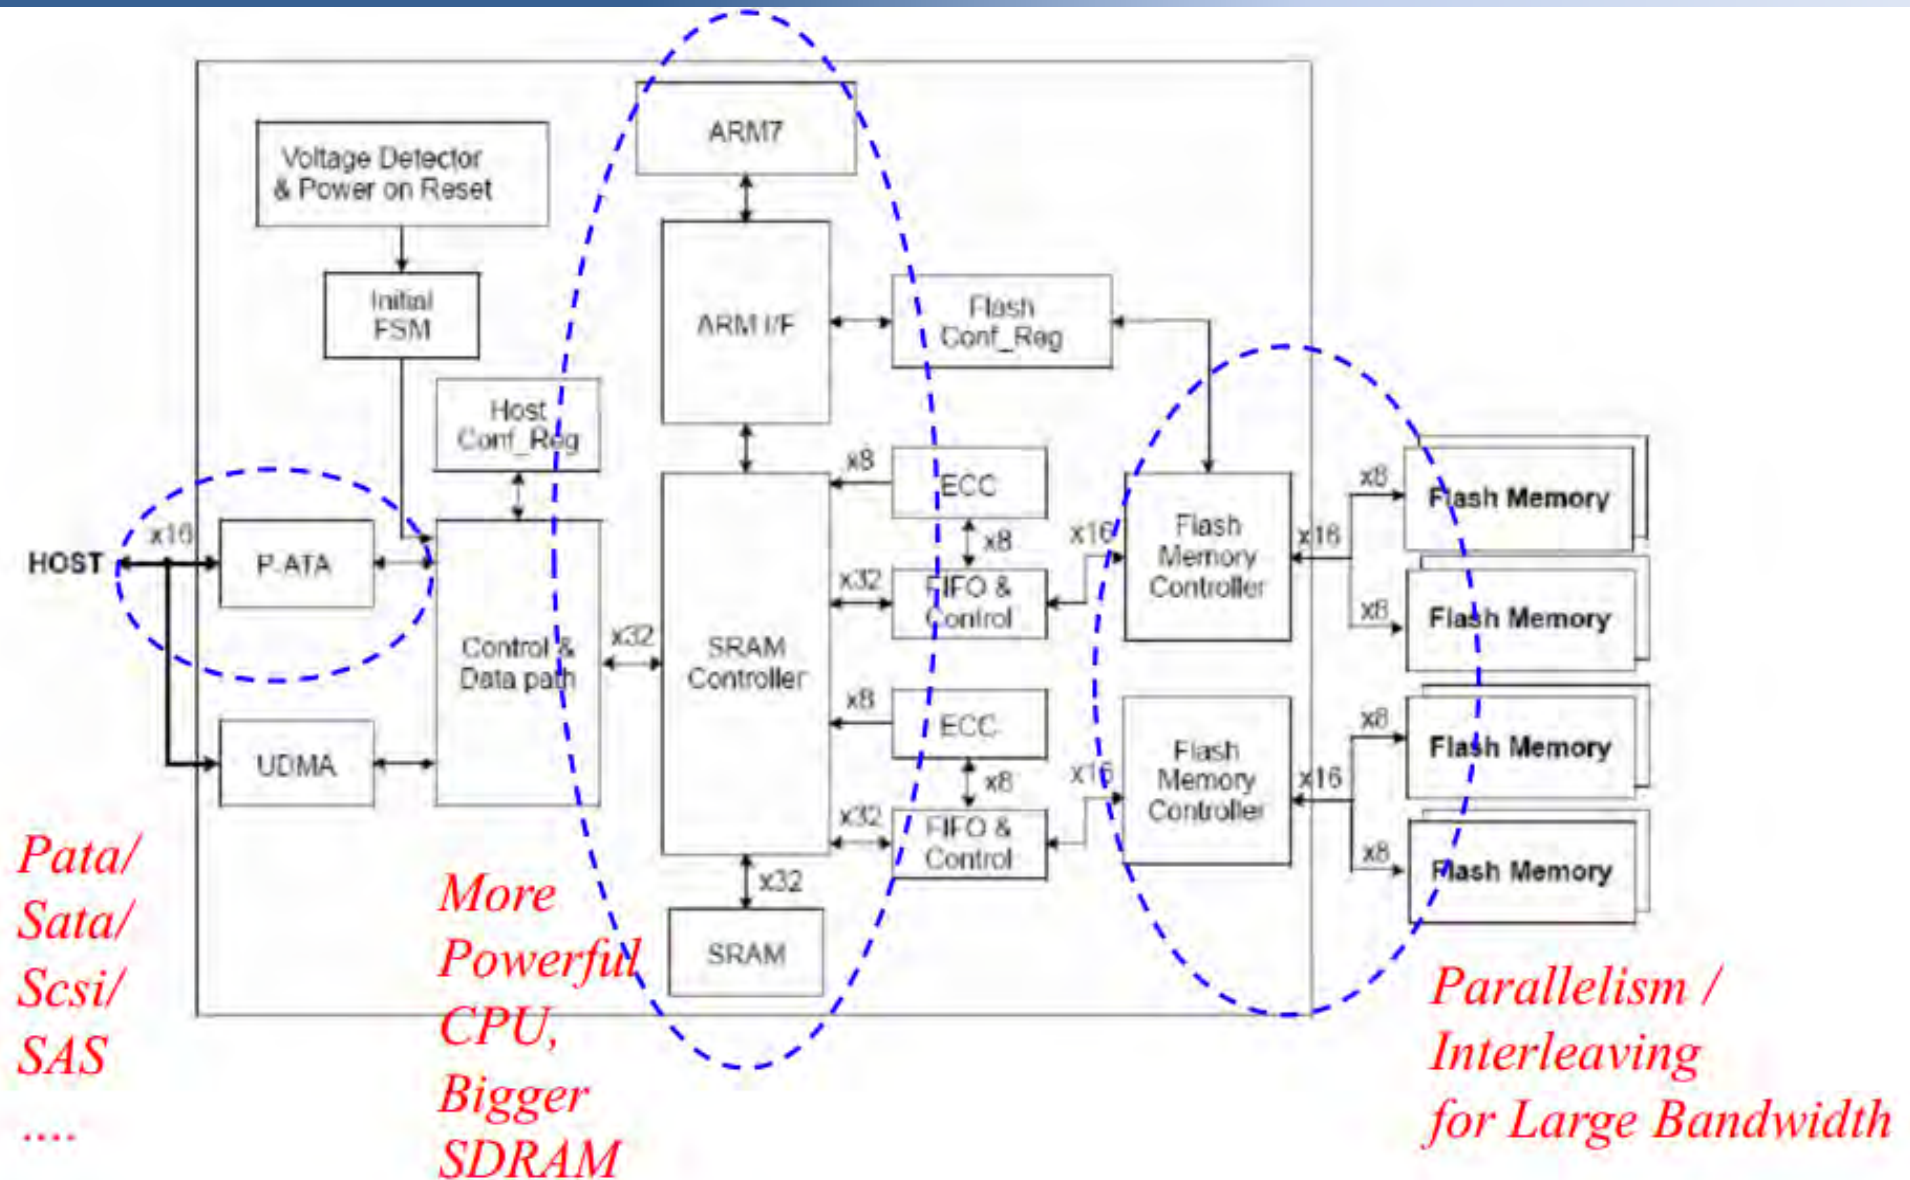 ARM7
Voltage Detector
& Power on Reset
Initial
FSM
ARM I/F
Flash
Conf_Reg
Host
Conf_Reg
x8
ECC
x8
x16
HOST
P-ATA
x32
FIFO &
Control
x16
Flash
Memory
Controller
x16
x8
Flash Memory
x8
Flash Memory
Control &
Data path
x32
SRAM
Controller
UDMA
x8
ECC
x8
x32
FIFO &
Control
x16
Flash
Memory
Controller
x16
x8
Flash Memory
x8
Flash Memory
x32
SRAM
Pata/
Sata/
Scsi/
SAS
....
More
Powerful
CPU,
Bigger
SDRAM
Parallelism /
Interleaving
for Large Bandwidth